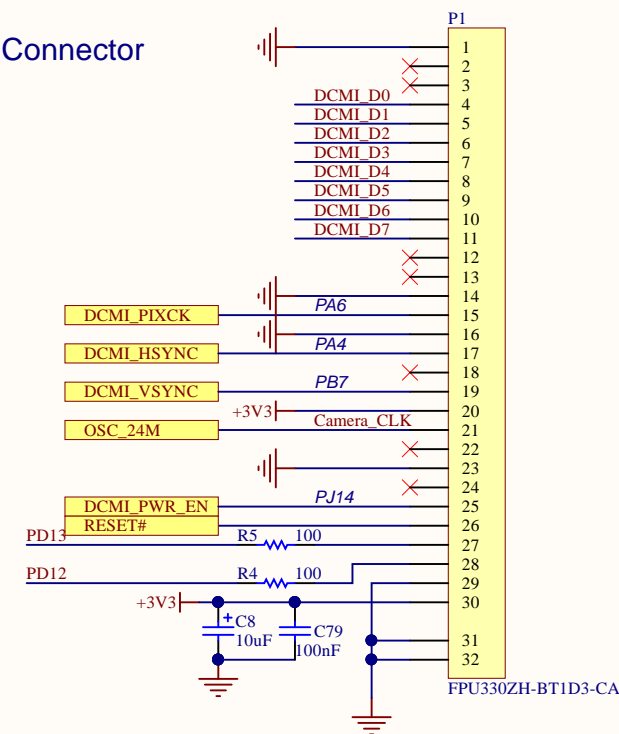 P1
Connector
1
2
3
DCMI_D0 4
DCMI_D1 5
DCMI_D2 6
DCMI_D3 7
DCMI_D4 8
DCMI_D5 9
DCMI_D6 10
DCMI_D7 11
12
13
14
DCMI_PIXCK PA6 15
16
DCMI_HSYNC PA4 17
18
DCMI_VSYNC PB7 19
+3V3 20
OSC_24M Camera_CLK 21
22
23
24
DCMI_PWR_EN PJ14 25
RESET# 26
PD13 R5 100 27
28
PD12 R4 100 29
+3V3 30
+ C8 C79 31
10uF 100nF 32
FPU330ZH-BT1D3-CA